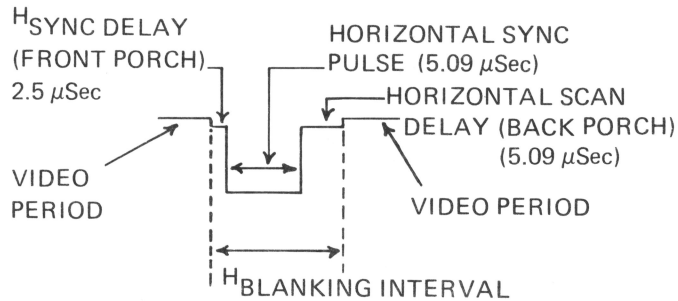 HSYNC DELAY
(FRONT PORCH)
2.5 μSec
HORIZONTAL SYNC
PULSE (5.09 μSec)
HORIZONTAL SCAN
DELAY (BACK PORCH)
(5.09 μSec)
VIDEO
PERIOD
VIDEO PERIOD
HBLANKING INTERVAL